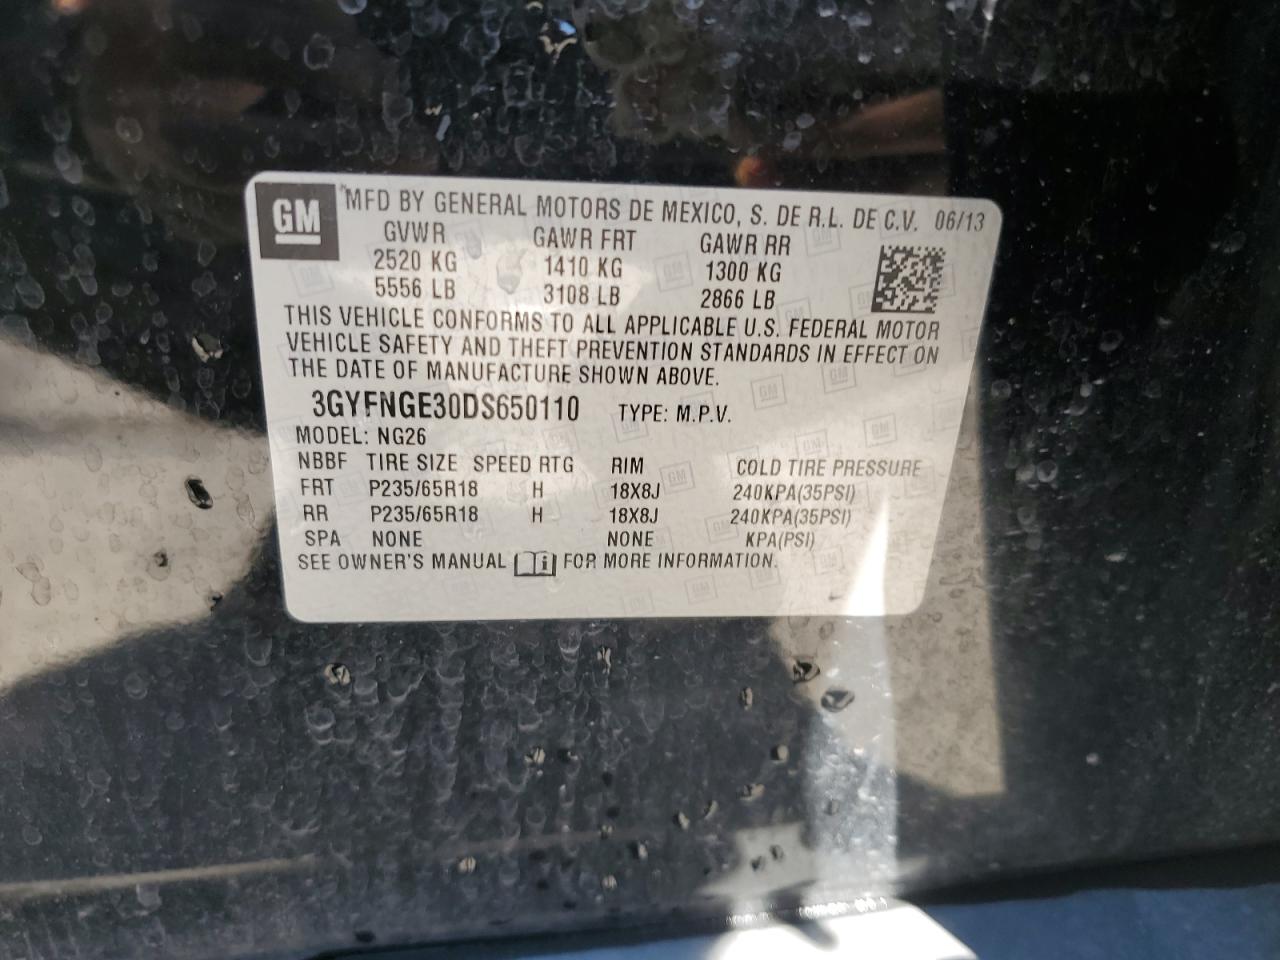 GM
MFD BY GENERAL MOTORS DE MEXICO, S. DE R.L. DE C.V. 06/13
GVWR GAWR FRT GAWR RR
2520 KG 1410 KG 1300 KG
5556 LB 3108 LB 2866 LB
THIS VEHICLE CONFORMS TO ALL APPLICABLE U.S. FEDERAL MOTOR
VEHICLE SAFETY AND THEFT PREVENTION STANDARDS IN EFFECT ON
THE DATE OF MANUFACTURE SHOWN ABOVE.
3GYFNGE30DS650110 TYPE: M.P.V.
MODEL: NG26
NBBF TIRE SIZE SPEED RTG RIM COLD TIRE PRESSURE
FRT P235/65R18 H 18X8J 240KPA(35PSI)
RR P235/65R18 H 18X8J 240KPA(35PSI)
SPA NONE NONE KPA(PSI)
SEE OWNER'S MANUAL i FOR MORE INFORMATION.